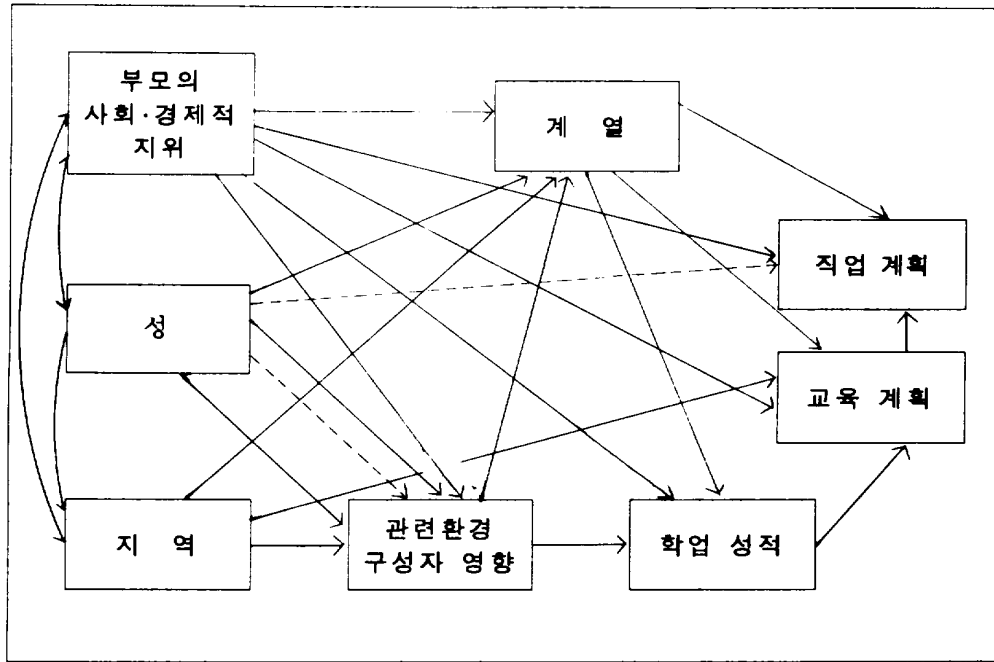 부모의
사회·경제적
지위
계 열
직업 계획
성
교육 계획
지 역
관련환경
구성자 영향
학업 성적